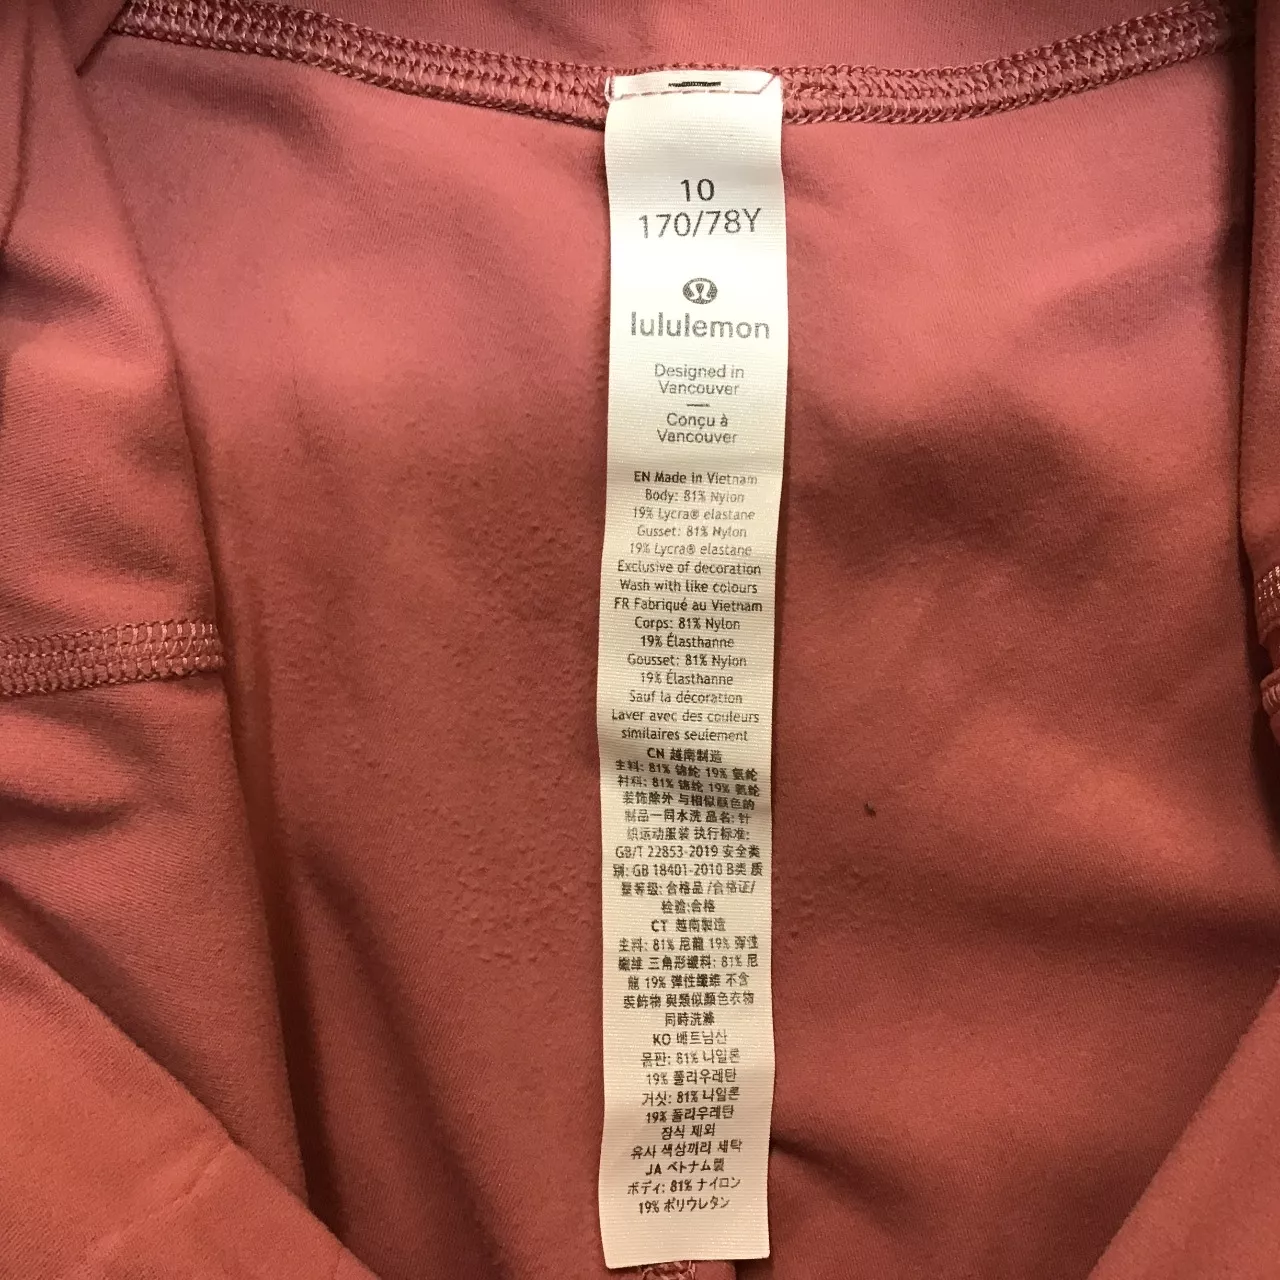 10
170/78Y
lululemon
Designed in
Vancouver
Conçu à
Vancouver
EN Made in Vietnam
Body: 81% Nylon
19% Lycra® elastane
Gusset: 81% Nylon
19% Lycra® elastane
Exclusive of decoration
Wash with like colours
FR Fabriqué au Vietnam
Corps: 81% Nylon
19% Élasthanne
Gousset: 81% Nylon
19% Élasthanne
Sauf la décoration
Laver avec des couleurs
similaires seulement
CN 越南制造
主料: 81% 锦纶 19% 氨纶
衬料: 81% 锦纶 19% 氨纶
装饰除外 与相似颜色的
制品一同水洗 品名: 针
织运动服装 执行标准:
GB/T 22853-2019 安全类
别: GB 18401-2010 B类 质
量等级: 合格品 /合格证/
检验:合格
CT 越南製造
主料: 81% 尼龍 19% 彈性
纖維 三角形襯料: 81% 尼
龍 19% 彈性纖維 不含
裝飾物 與類似顏色衣物
同時洗滌
KO 베트남산
몸판: 81% 나일론
19% 폴리우레탄
거싯: 81% 나일론
19% 폴리우레탄
장식 제외
유사 색상끼리 세탁
JA ベトナム製
ボディ: 81% ナイロン
19% ポリウレタン